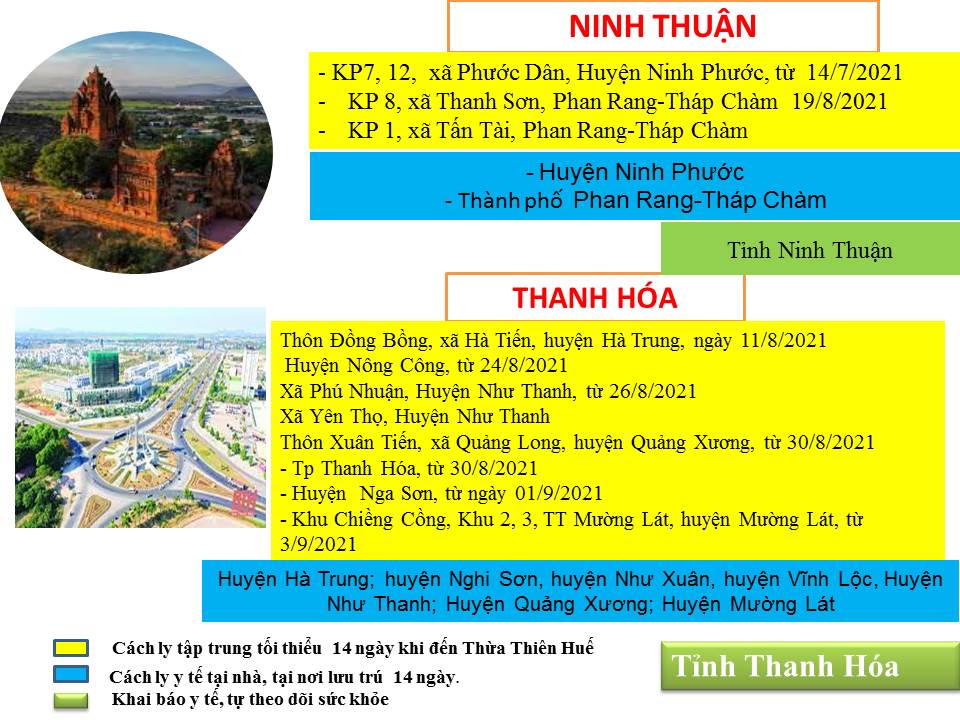 NINH THUẬN
- KP7, 12, xã Phước Dân, Huyện Ninh Phước, từ 14/7/2021
- KP 8, xã Thanh Sơn, Phan Rang-Tháp Chàm 19/8/2021
- KP 1, xã Tấn Tài, Phan Rang-Tháp Chàm
- Huyện Ninh Phước
- Thành phố Phan Rang-Tháp Chàm
Tỉnh Ninh Thuận
THANH HÓA
Thôn Đồng Bồng, xã Hà Tiến, huyện Hà Trung, ngày 11/8/2021
Huyện Nông Công, từ 24/8/2021
Xã Phú Nhuận, Huyện Như Thanh, từ 26/8/2021
Xã Yên Thọ, Huyện Như Thanh
Thôn Xuân Tiến, xã Quảng Long, huyện Quảng Xương, từ 30/8/2021
- Tp Thanh Hóa, từ 30/8/2021
- Huyện Nga Sơn, từ ngày 01/9/2021
- Khu Chiềng Cồng, Khu 2, 3, TT Mường Lát, huyện Mường Lát, từ
3/9/2021
Huyện Hà Trung; huyện Nghi Sơn, huyện Như Xuân, huyện Vĩnh Lộc, Huyện
Như Thanh; Huyện Quảng Xương; Huyện Mường Lát
Cách ly tập trung tối thiểu 14 ngày khi đến Thừa Thiên Huế
Cách ly y tế tại nhà, tại nơi lưu trú 14 ngày.
Khai báo y tế, tự theo dõi sức khỏe
Tỉnh Thanh Hóa